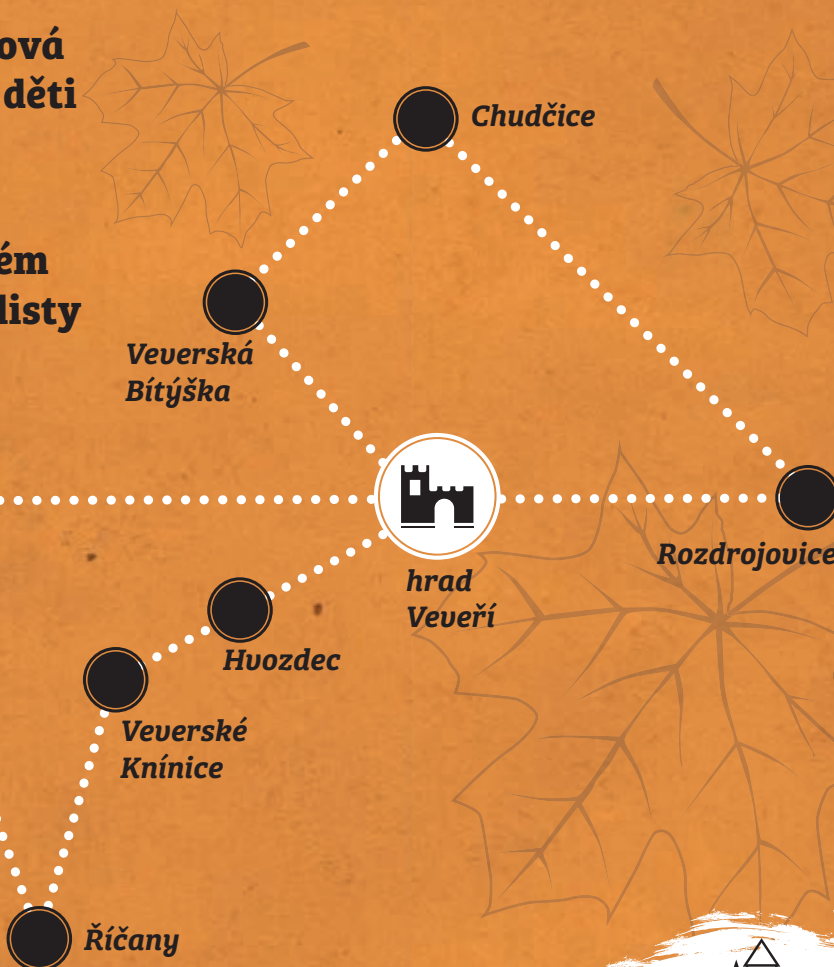 ová
děti
ém
listy
Chudčice
Veverská
Bítýška
hrad
Veveří
Rozdrojovice
Hvozdec
Veverské
Knínice
Říčany